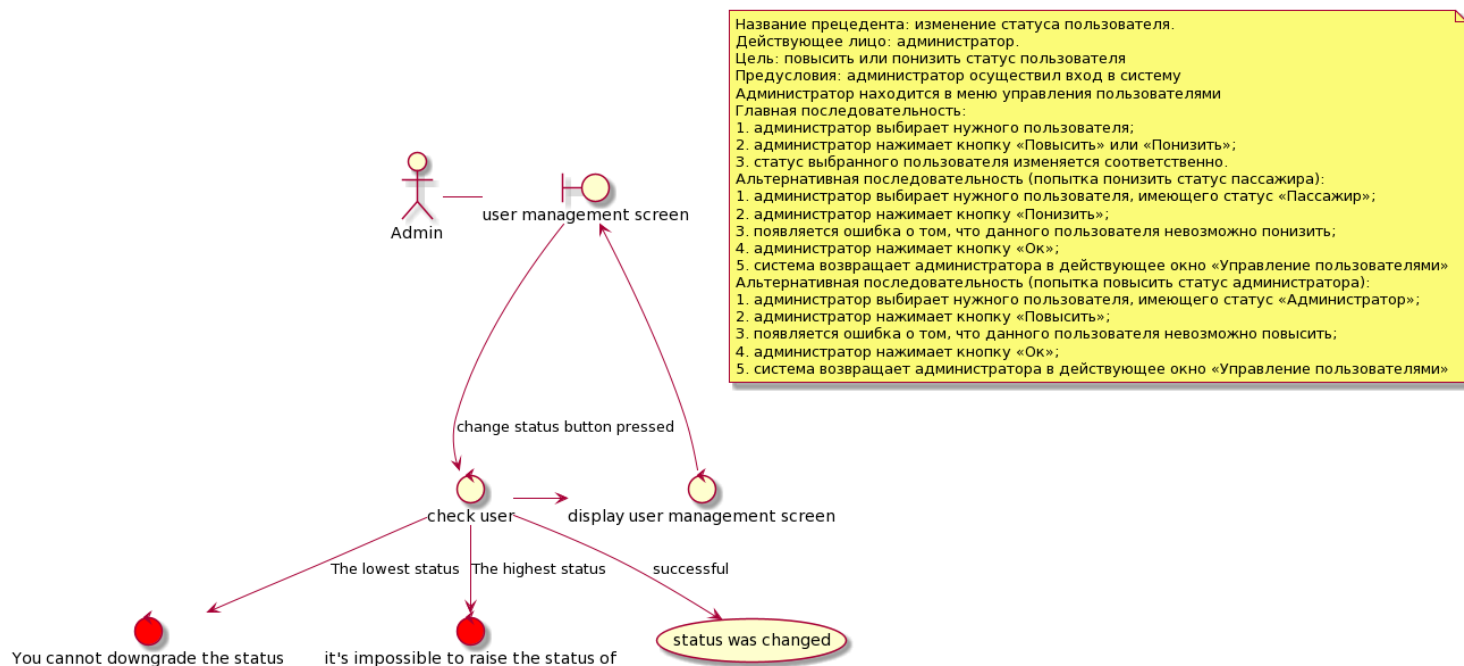 Название прецедента: изменение статуса пользователя.
Действующее лицо: администратор.
Цель: повысить или понизить статус пользователя
Предусловия: администратор осуществил вход в систему
Администратор находится в меню управления пользователями
Главная последовательность:
1. администратор выбирает нужного пользователя;
2. администратор нажимает кнопку «Повысить» или «Понизить»;
3. статус выбранного пользователя изменяется соответственно.
Альтернативная последовательность (попытка понизить статус пассажира):
1. администратор выбирает нужного пользователя, имеющего статус «Пассажир»;
2. администратор нажимает кнопку «Понизить»;
3. появляется ошибка о том, что данного пользователя невозможно понизить;
4. администратор нажимает кнопку «Ок»;
5. система возвращает администратора в действующее окно «Управление пользователями»
Альтернативная последовательность (попытка повысить статус администратора):
1. администратор выбирает нужного пользователя, имеющего статус «Администратор»;
2. администратор нажимает кнопку «Повысить»;
3. появляется ошибка о том, что данного пользователя невозможно повысить;
4. администратор нажимает кнопку «Ок»;
5. система возвращает администратора в действующее окно «Управление пользователями»
Admin
user management screen
change status button pressed
check user
display user management screen
The lowest status
The highest status
successful
You cannot downgrade the status
it's impossible to raise the status of
status was changed